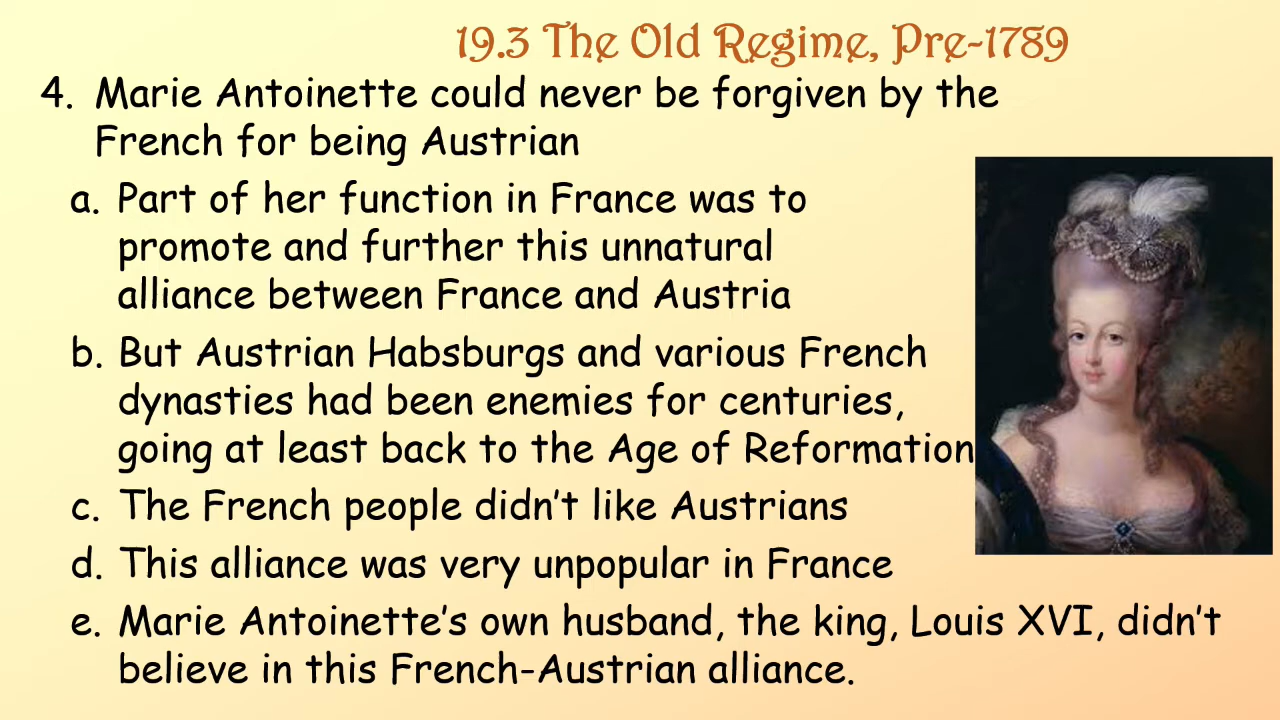 19.3 The Old Regime, Pre-1789
4. Marie Antoinette could never be forgiven by the
French for being Austrian
a. Part of her function in France was to
promote and further this unnatural
alliance between France and Austria
b. But Austrian Habsburgs and various French
dynasties had been enemies for centuries,
going at least back to the Age of Reformation
c. The French people didn’t like Austrians
d. This alliance was very unpopular in France
e. Marie Antoinette’s own husband, the king, Louis XVI, didn’t
believe in this French-Austrian alliance.